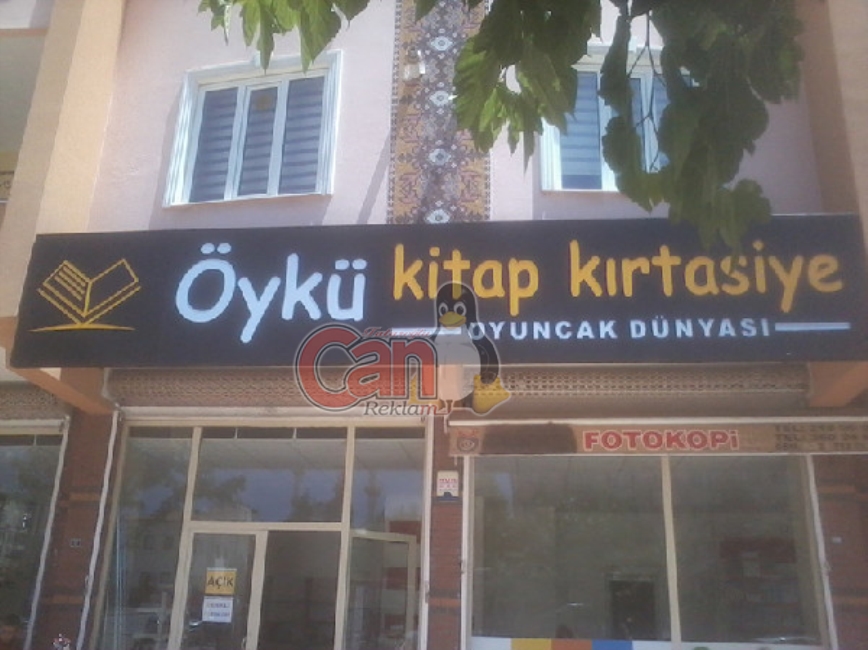 Öykü kitap kırtasiye
OYUNCAK DÜNYASI
Can
Reklam
FOTOKOPİ
AÇIK